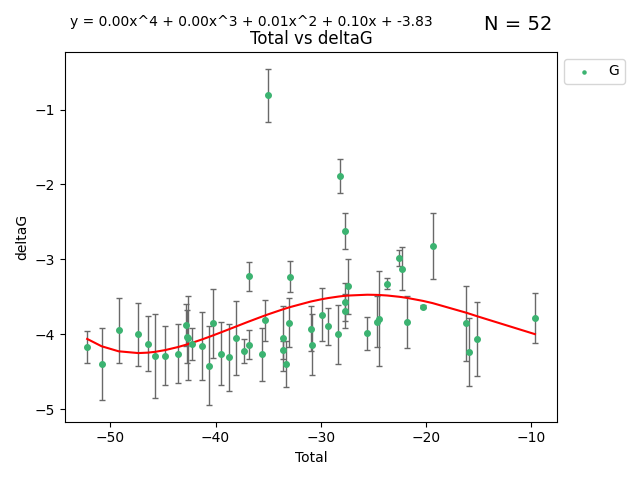 y = 0.00x^4 + 0.00x^3 + 0.01x^2 + 0.10x + -3.83
N = 52
Total vs deltaG
G
deltaG
−1
−2
−3
−4
−5
−50
−40
−30
−20
−10
Total